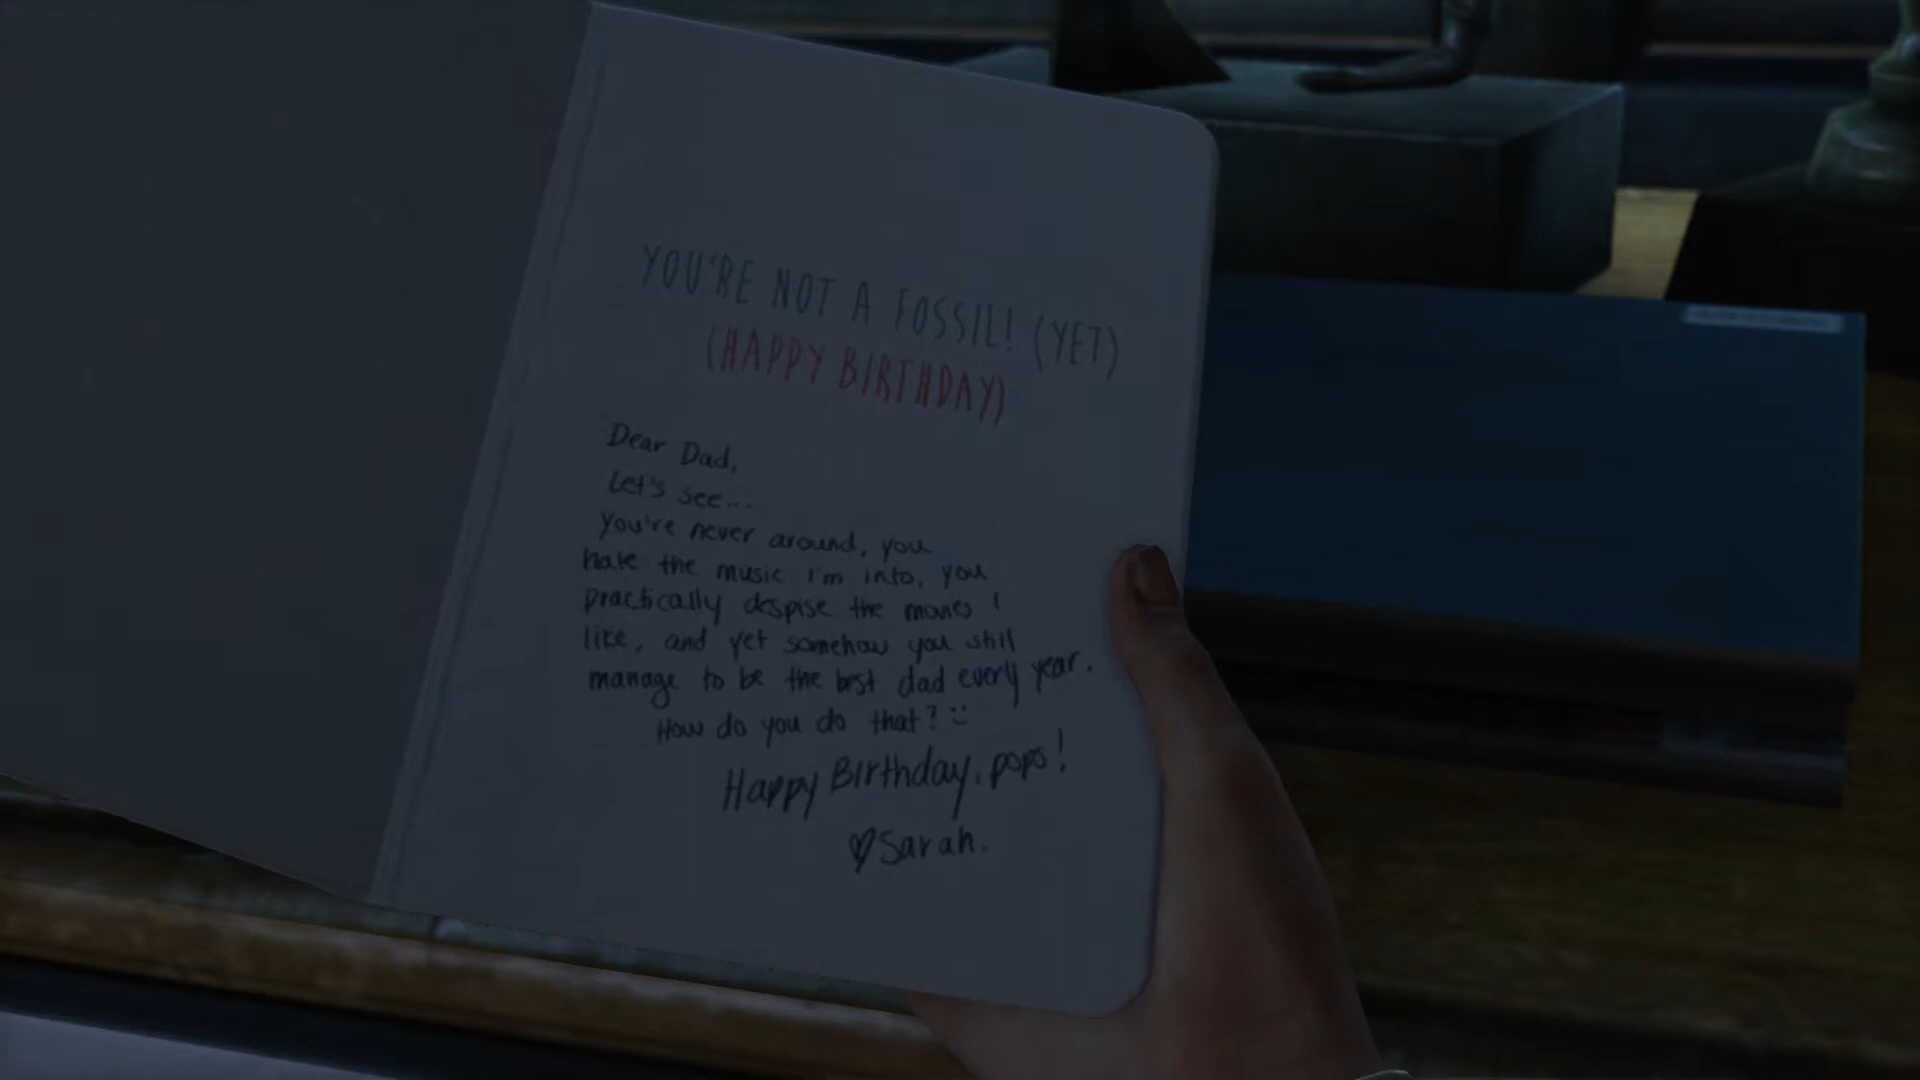 YOU'RE NOT A FOSSIL! (YET)
(HAPPY BIRTHDAY)
Dear Dad,
Let's see...
you're never around, you
hate the music i'm into, you
practically despise the movies I
like, and yet somehow you still
manage to be the best dad every year.
How do you do that? :)
Happy Birthday, pops!
♡Sarah.